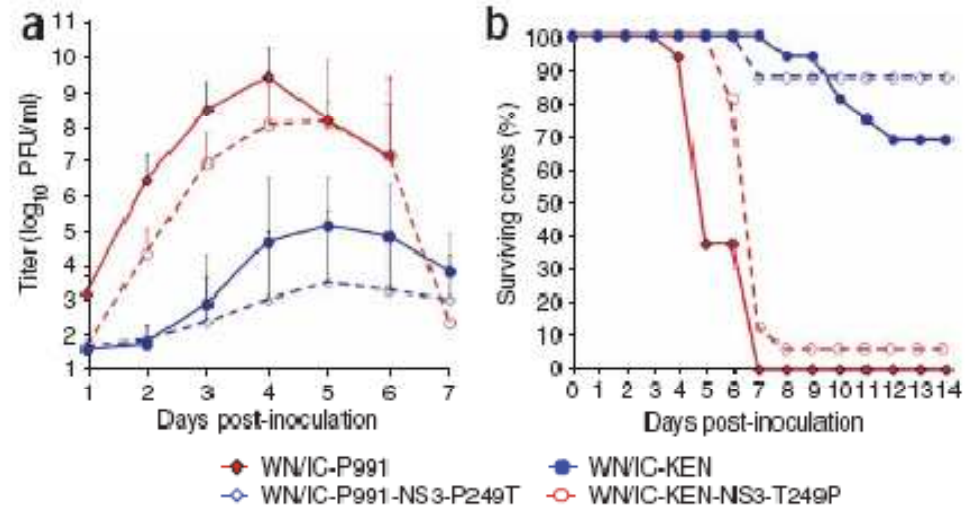 a
Titer (log10 PFU/ml)
11
10
9
8
7
6
5
4
3
2
1
1 2 3 4 5 6 7
Days post-inoculation
b
Surviving crows (%)
100
90
80
70
60
50
40
30
20
10
0
0 1 2 3 4 5 6 7 8 9 10 11 12 13 14
Days post-inoculation
WN/IC-P991
WN/IC-KEN
WN/IC-P991-NS3-P249T
WN/IC-KEN-NS3-T249P